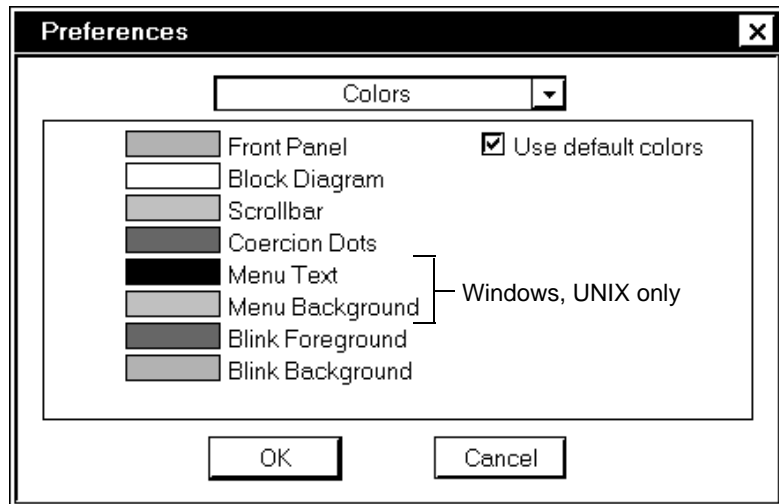 Preferences
Colors
Front Panel
Use default colors
Block Diagram
Scrollbar
Coercion Dots
Menu Text
Menu Background
Windows, UNIX only
Blink Foreground
Blink Background
OK
Cancel